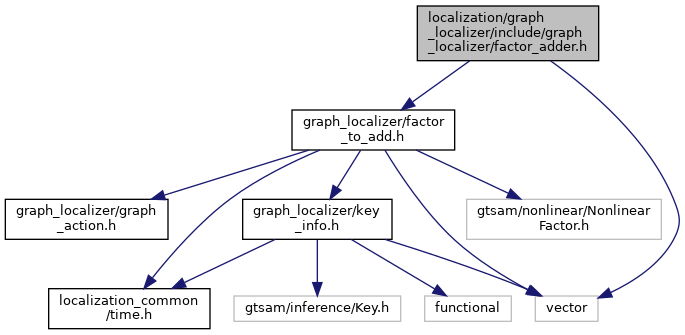 localization/graph
_localizer/include/graph
_localizer/factor_adder.h
graph_localizer/factor
_to_add.h
graph_localizer/graph
_action.h
graph_localizer/key
_info.h
gtsam/nonlinear/Nonlinear
Factor.h
localization_common
/time.h
gtsam/inference/Key.h
functional
vector